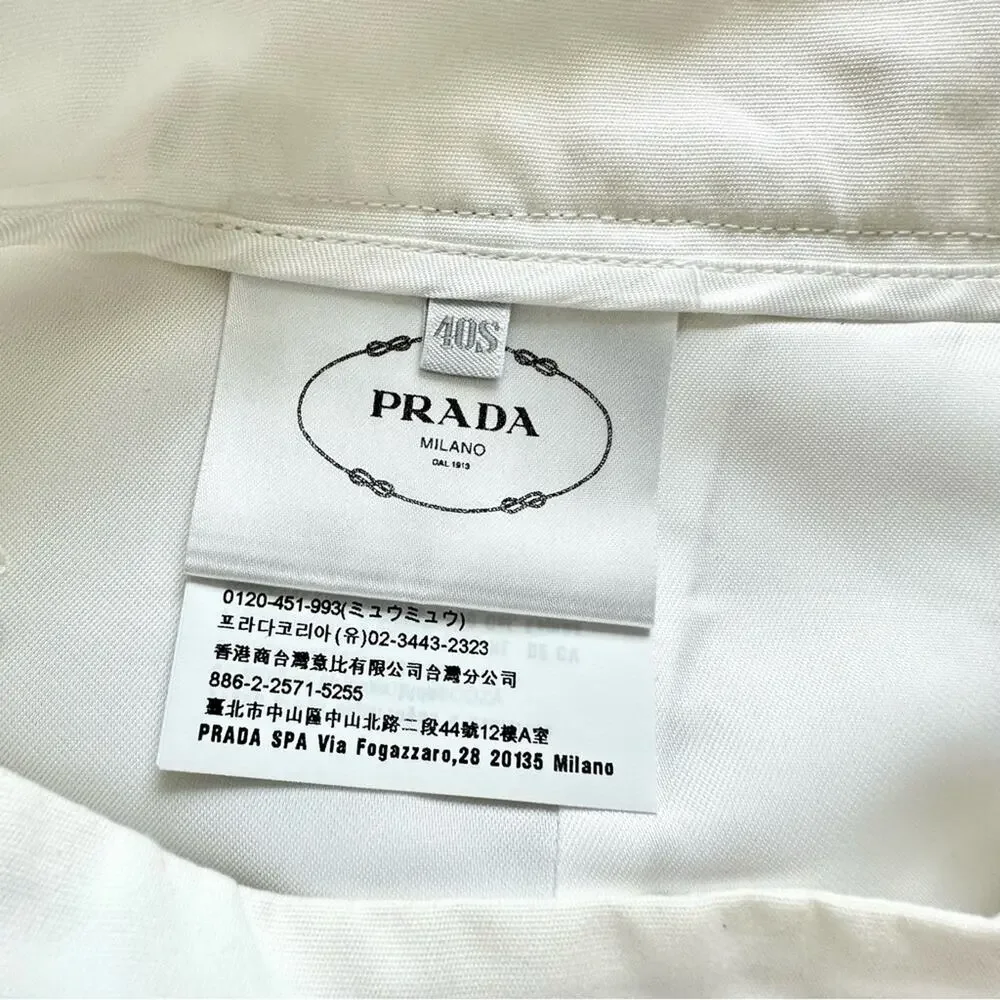 40S
PRADA
MILANO
DAL 1913
0120-451-993(ミュウミュウ)
프라다코리아(유)02-3443-2323
香港商台灣意比有限公司台灣分公司
886-2-2571-5255
臺北市中山區中山北路二段44號12樓A室
PRADA SPA Via Fogazzaro,28 20135 Milano